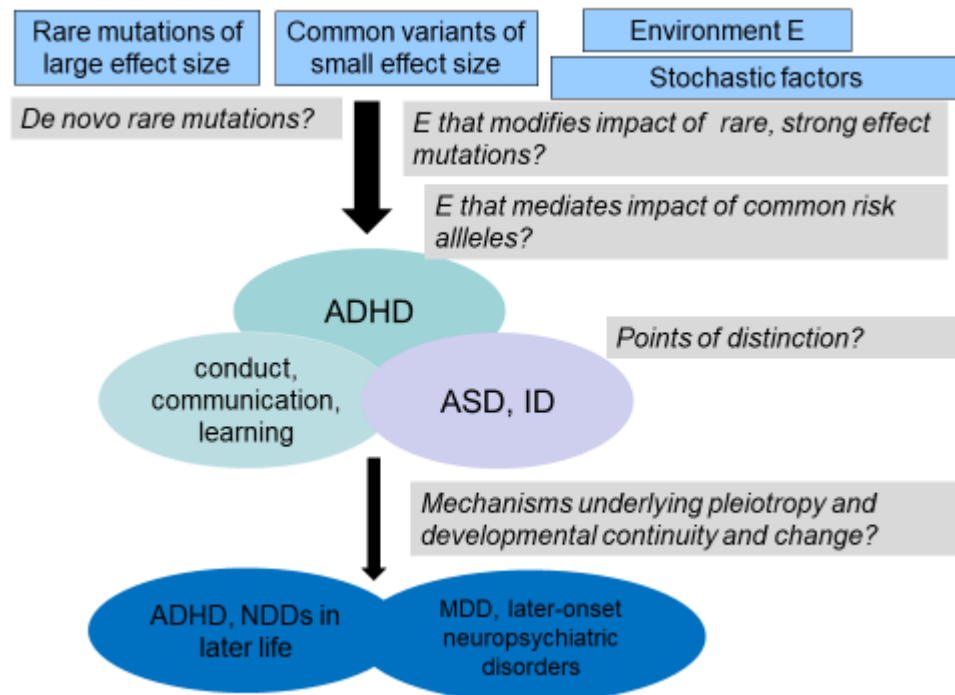 Rare mutations of
large effect size
Common variants of
small effect size
Environment E
Stochastic factors
De novo rare mutations?
E that modifies impact of rare, strong effect
mutations?
E that mediates impact of common risk
allleles?
ADHD
Points of distinction?
conduct,
communication,
learning
ASD, ID
Mechanisms underlying pleiotropy and
developmental continuity and change?
ADHD, NDDs in
later life
MDD, later-onset
neuropsychiatric
disorders